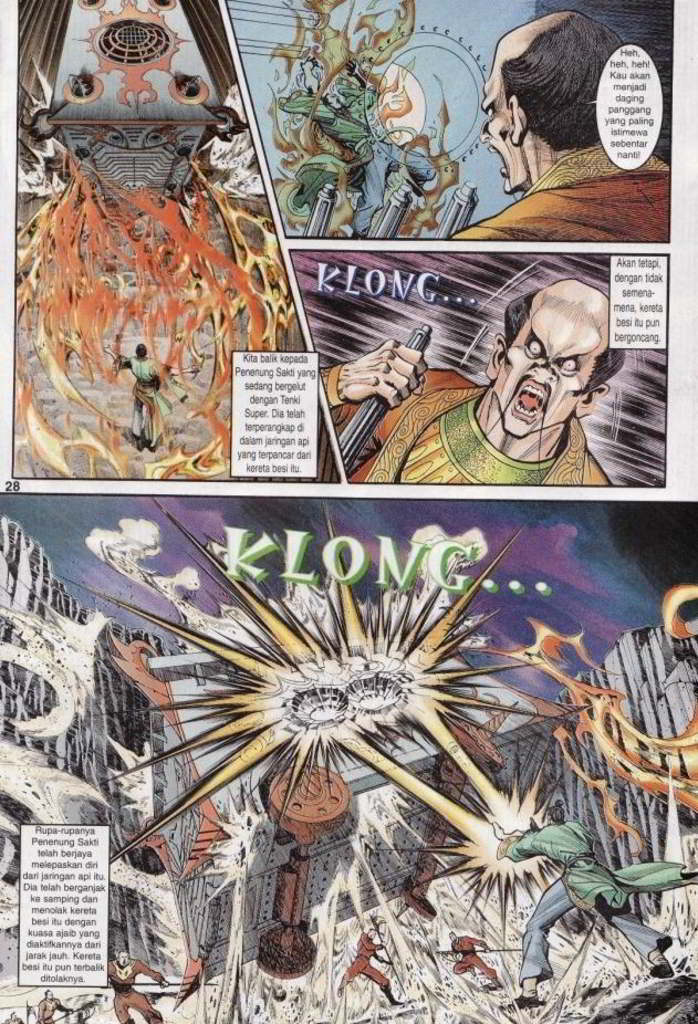 Kita balik kepada
Penenung Sakti yang
sedang bergelut
dengan Tenki
Super. Dia telah
terperangkap di
dalam jaringan api
yang terpancar dari
kereta besi itu.
Heh,
heh, heh!
Kau akan
menjadi
daging
panggang
yang paling
istimewa
sebentar
nanti!
KLONG...
Akan tetapi,
dengan tidak
semena-
mena, kereta
besi itu pun
bergoncang.
28
KLONG...
Rupa-rupanya
Penenung Sakti
telah berjaya
melepaskan diri
dari jaringan api itu.
Dia telah berganjak
ke samping dan
menolak kereta
besi itu dengan
kuasa ajaib yang
diaktifkannya dari
jarak jauh. Kereta
besi itu pun terbalik
ditolaknya.